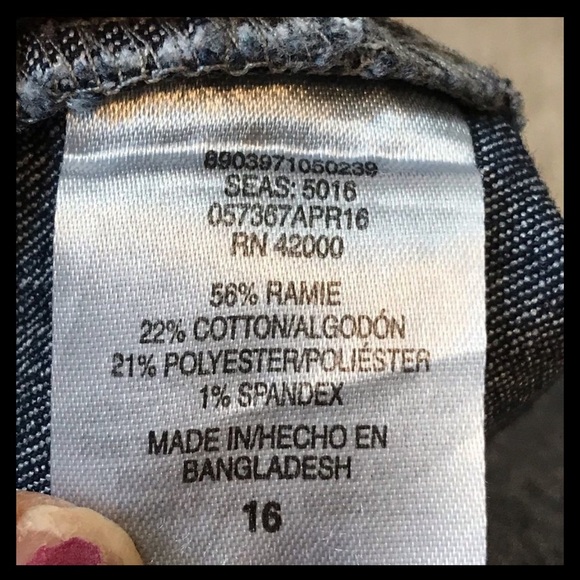 8903971050239
SEAS: 5016
057367APR16
RN 42000
56% RAMIE
22% COTTON/ALGODÓN
21% POLYESTER/POLIÉSTER
1% SPANDEX
MADE IN/HECHO EN
BANGLADESH
16